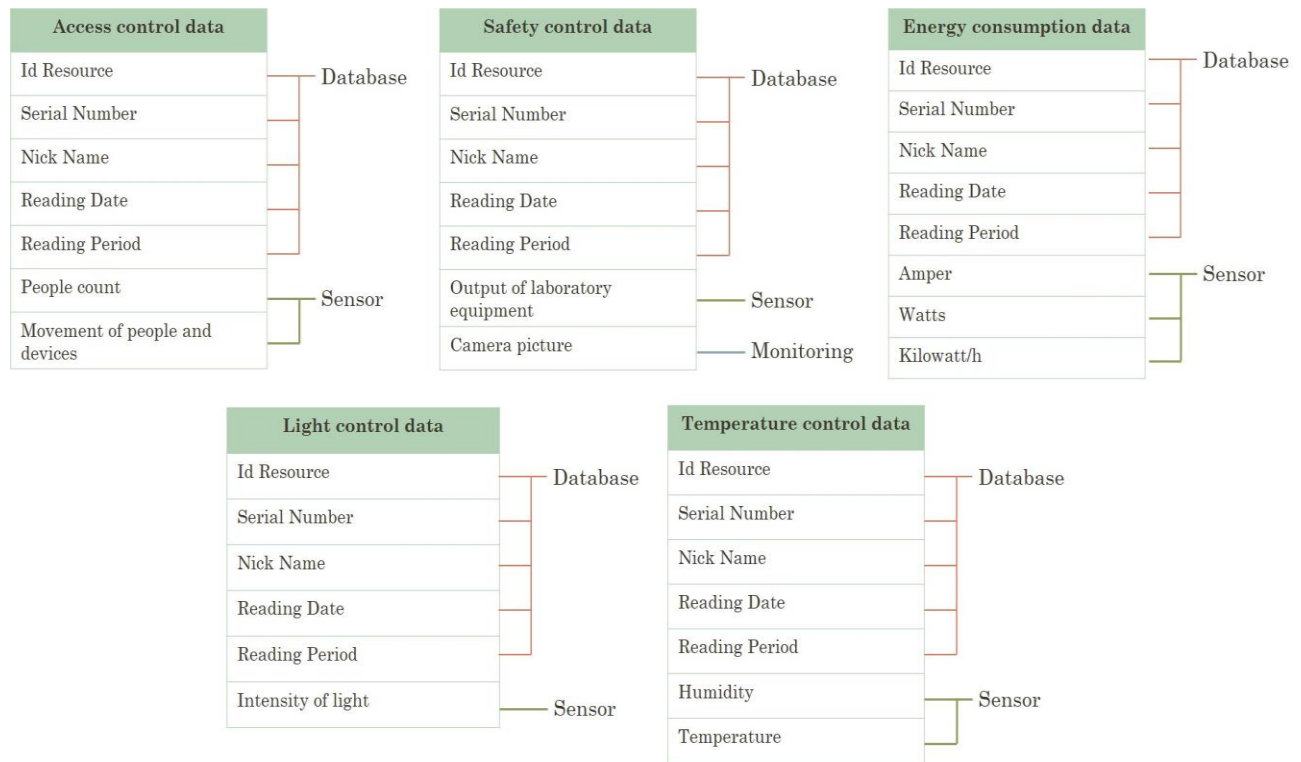 Access control data
Id Resource
Database
Serial Number
Nick Name
Reading Date
Reading Period
People count
Sensor
Movement of people and
devices
Safety control data
Id Resource
Database
Serial Number
Nick Name
Reading Date
Reading Period
Output of laboratory
equipment
Sensor
Camera picture
Monitoring
Energy consumption data
Id Resource
Database
Serial Number
Nick Name
Reading Date
Reading Period
Amper
Sensor
Watts
Kilowatt/h
Light control data
Id Resource
Database
Serial Number
Nick Name
Reading Date
Reading Period
Intensity of light
Sensor
Temperature control data
Id Resource
Database
Serial Number
Nick Name
Reading Date
Reading Period
Humidity
Sensor
Temperature